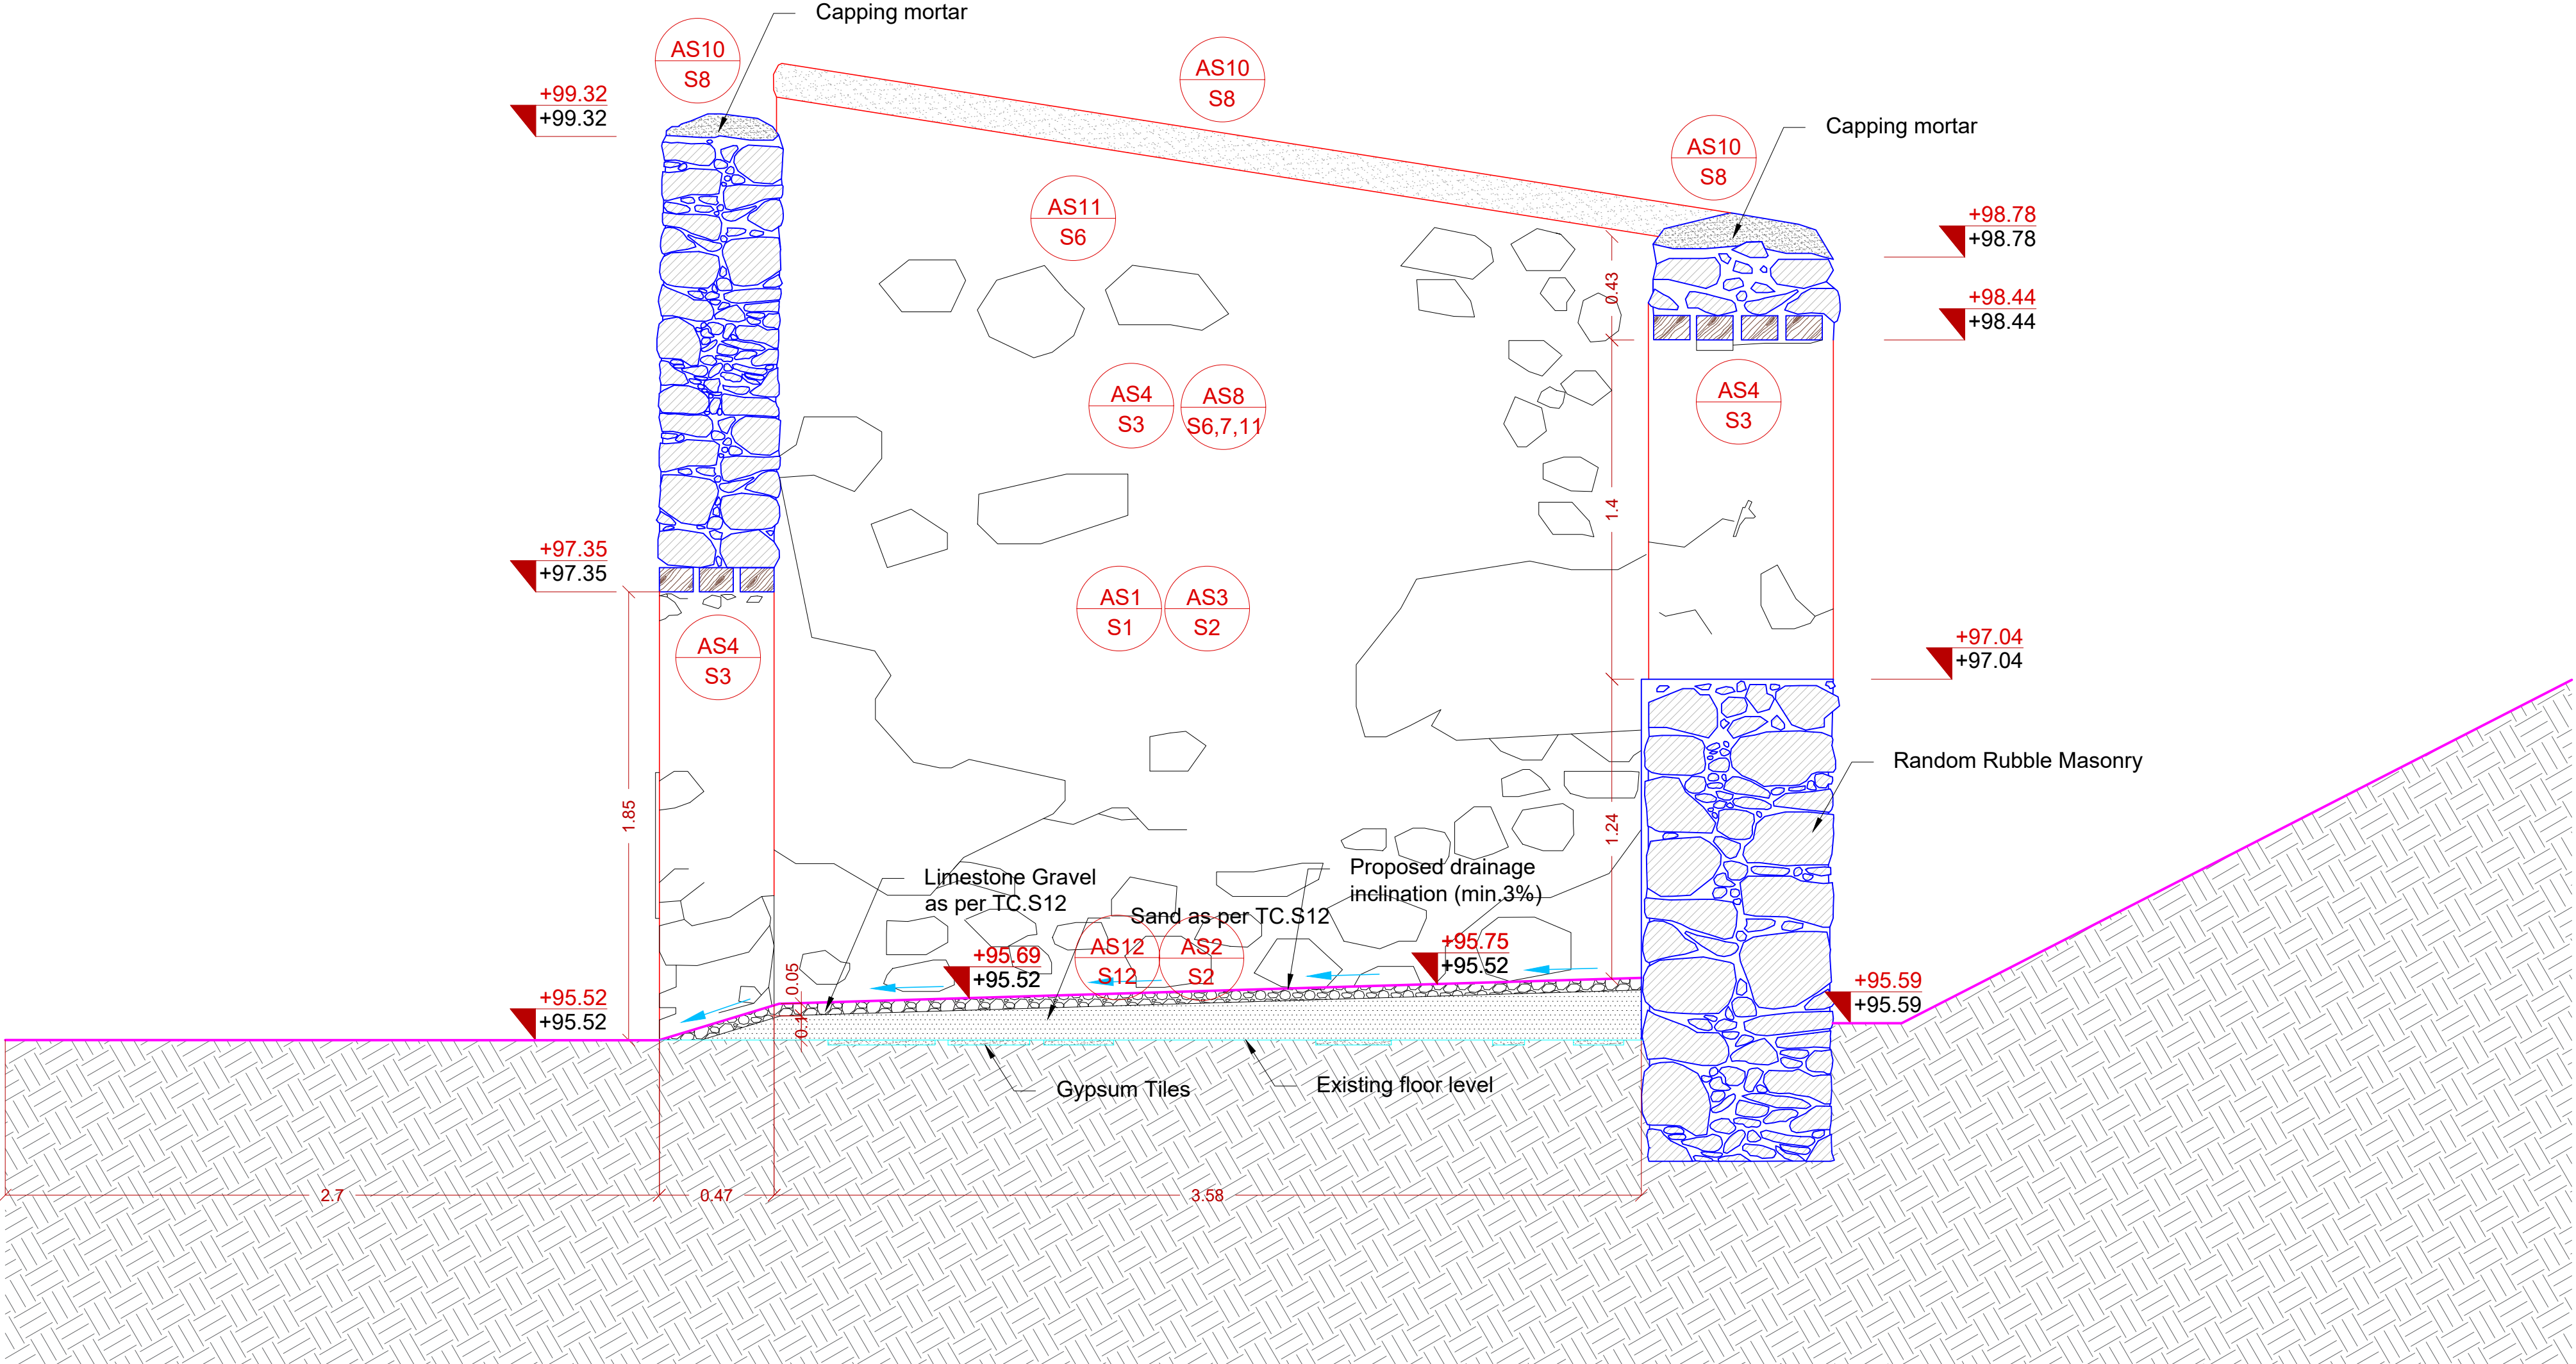 Capping mortar
AS10
S8
AS10
S8
+99.32
+99.32
Capping mortar
AS10
S8
AS11
S6
+98.78
+98.78
0.43
+98.44
+98.44
AS4
S3
AS8
S6,7,11
AS4
S3
1.4
+97.35
+97.35
AS1
S1
AS3
S2
AS4
S3
+97.04
+97.04
Random Rubble Masonry
1.85
1.24
Limestone Gravel
as per TC.S12
Proposed drainage
inclination (min.3%)
Sand as per TC.S12
AS12
S12
AS2
S2
+95.69
+95.52
+95.75
+95.52
0.05
0.1
+95.52
+95.52
+95.59
+95.59
Gypsum Tiles
Existing floor level
2.7
0.47
3.58